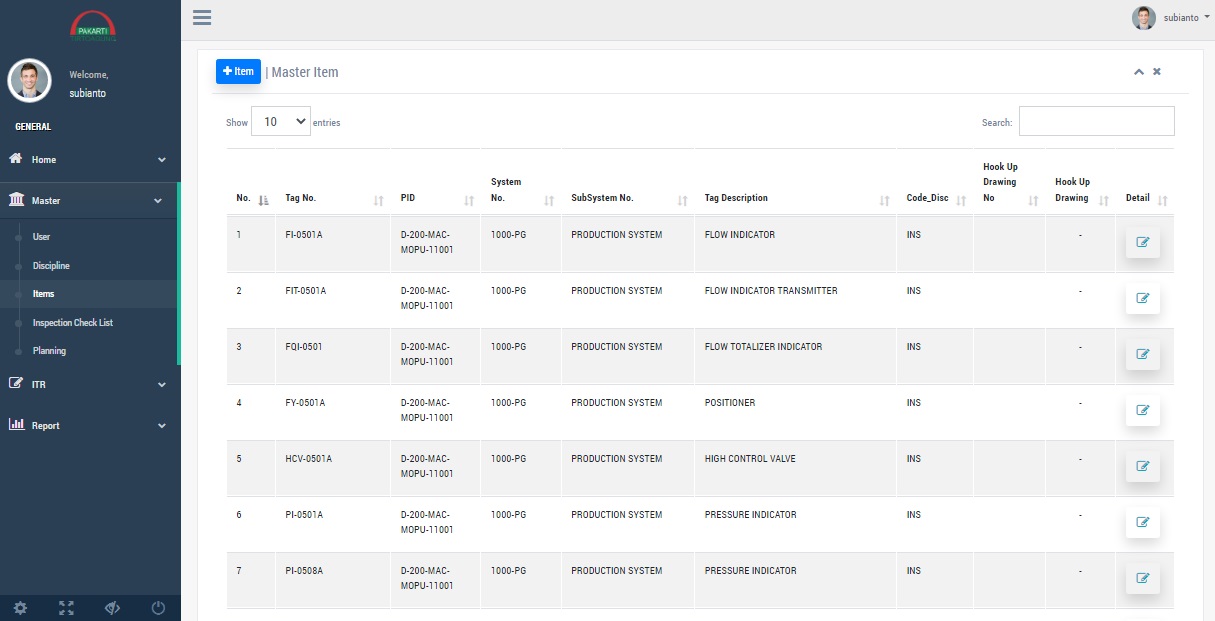 PAKARTI
Welcome,
subianto
GENERAL
Home
Master
User
Discipline
Items
Inspection Check List
Planning
ITR
Report
subianto
+ Item | Master Item
Show 10 entries
Search:
No. Tag No. PID System No. SubSystem No. Tag Description Code_Disc Hook Up Drawing No Hook Up Drawing Detail
1 FI-0501A D-200-MAC-MOPU-11001 1000-PG PRODUCTION SYSTEM FLOW INDICATOR INS -
2 FIT-0501A D-200-MAC-MOPU-11001 1000-PG PRODUCTION SYSTEM FLOW INDICATOR TRANSMITTER INS -
3 FQI-0501 D-200-MAC-MOPU-11001 1000-PG PRODUCTION SYSTEM FLOW TOTALIZER INDICATOR INS -
4 FY-0501A D-200-MAC-MOPU-11001 1000-PG PRODUCTION SYSTEM POSITIONER INS -
5 HCV-0501A D-200-MAC-MOPU-11001 1000-PG PRODUCTION SYSTEM HIGH CONTROL VALVE INS -
6 PI-0501A D-200-MAC-MOPU-11001 1000-PG PRODUCTION SYSTEM PRESSURE INDICATOR INS -
7 PI-0508A D-200-MAC-MOPU-11001 1000-PG PRODUCTION SYSTEM PRESSURE INDICATOR INS -